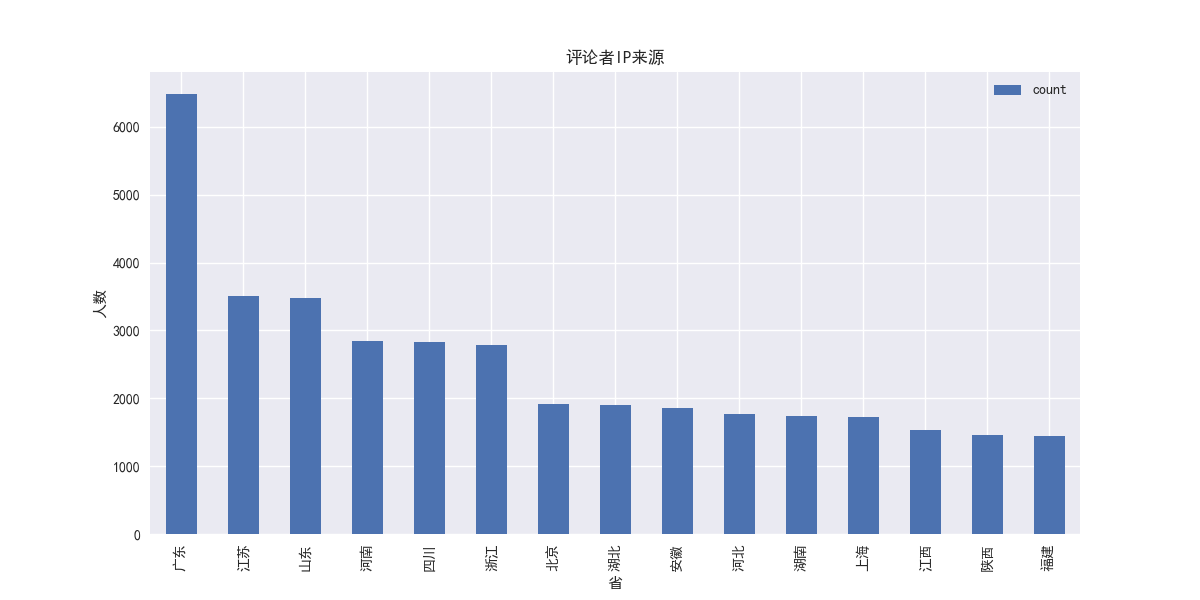 评论者IP来源
count
人数
6000
5000
4000
3000
2000
1000
0
广东
江苏
山东
河南
四川
浙江
北京
湖北
安徽
河北
湖南
上海
江西
陕西
福建
省